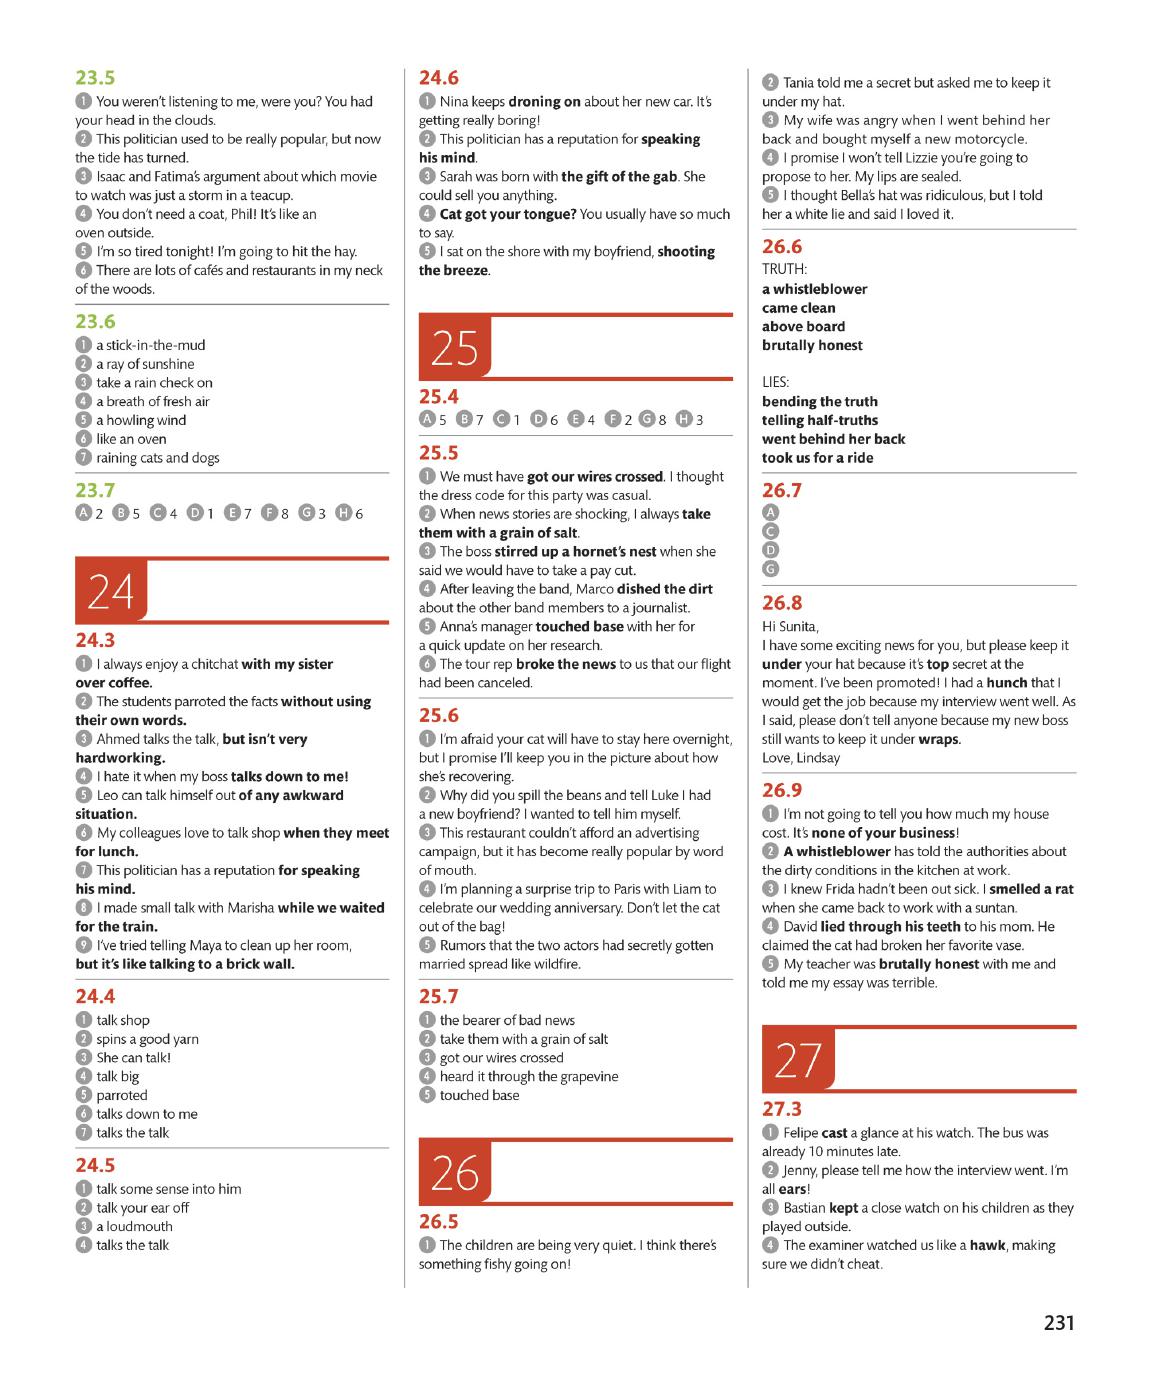 23.5
1 You weren't listening to me, were you? You had
your head in the clouds.
2 This politician used to be really popular, but now
the tide has turned.
3 Isaac and Fatima's argument about which movie
to watch was just a storm in a teacup.
4 You don't need a coat, Phil! It's like an
oven outside.
5 I'm so tired tonight! I'm going to hit the hay.
6 There are lots of cafés and restaurants in my neck
of the woods.
23.6
1 a stick-in-the-mud
2 a ray of sunshine
3 take a rain check on
4 a breath of fresh air
5 a howling wind
6 like an oven
7 raining cats and dogs
23.7
A 2 B 5 C 4 D 1 E 7 F 8 G 3 H 6
24
24.3
1 I always enjoy a chitchat with my sister
over coffee.
2 The students parroted the facts without using
their own words.
3 Ahmed talks the talk, but isn't very
hardworking.
4 I hate it when my boss talks down to me!
5 Leo can talk himself out of any awkward
situation.
6 My colleagues love to talk shop when they meet
for lunch.
7 This politician has a reputation for speaking
his mind.
8 I made small talk with Marisha while we waited
for the train.
9 I've tried telling Maya to clean up her room,
but it's like talking to a brick wall.
24.4
1 talk shop
2 spins a good yarn
3 She can talk!
4 talk big
5 parroted
6 talks down to me
7 talks the talk
24.5
1 talk some sense into him
2 talk your ear off
3 a loudmouth
4 talks the talk
24.6
1 Nina keeps droning on about her new car. It's
getting really boring!
2 This politician has a reputation for speaking
his mind.
3 Sarah was born with the gift of the gab. She
could sell you anything.
4 Cat got your tongue? You usually have so much
to say.
5 I sat on the shore with my boyfriend, shooting
the breeze.
25
25.4
A 5 B 7 C 1 D 6 E 4 F 2 G 8 H 3
25.5
1 We must have got our wires crossed. I thought
the dress code for this party was casual.
2 When news stories are shocking, I always take
them with a grain of salt.
3 The boss stirred up a hornet's nest when she
said we would have to take a pay cut.
4 After leaving the band, Marco dished the dirt
about the other band members to a journalist.
5 Anna's manager touched base with her for
a quick update on her research.
6 The tour rep broke the news to us that our flight
had been canceled.
25.6
1 I'm afraid your cat will have to stay here overnight,
but I promise I'll keep you in the picture about how
she's recovering.
2 Why did you spill the beans and tell Luke I had
a new boyfriend? I wanted to tell him myself.
3 This restaurant couldn't afford an advertising
campaign, but it has become really popular by word
of mouth.
4 I'm planning a surprise trip to Paris with Liam to
celebrate our wedding anniversary. Don't let the cat
out of the bag!
5 Rumors that the two actors had secretly gotten
married spread like wildfire.
25.7
1 the bearer of bad news
2 take them with a grain of salt
3 got our wires crossed
4 heard it through the grapevine
5 touched base
26
26.5
1 The children are being very quiet. I think there's
something fishy going on!
2 Tania told me a secret but asked me to keep it
under my hat.
3 My wife was angry when I went behind her
back and bought myself a new motorcycle.
4 I promise I won't tell Lizzie you're going to
propose to her. My lips are sealed.
5 I thought Bella's hat was ridiculous, but I told
her a white lie and said I loved it.
26.6
TRUTH:
a whistleblower
came clean
above board
brutally honest
LIES:
bending the truth
telling half-truths
went behind her back
took us for a ride
26.7
A
C
D
G
26.8
Hi Sunita,
I have some exciting news for you, but please keep it
under your hat because it's top secret at the
moment. I've been promoted! I had a hunch that I
would get the job because my interview went well. As
I said, please don't tell anyone because my new boss
still wants to keep it under wraps.
Love, Lindsay
26.9
1 I'm not going to tell you how much my house
cost. It's none of your business!
2 A whistleblower has told the authorities about
the dirty conditions in the kitchen at work.
3 I knew Frida hadn't been out sick. I smelled a rat
when she came back to work with a suntan.
4 David lied through his teeth to his mom. He
claimed the cat had broken her favorite vase.
5 My teacher was brutally honest with me and
told me my essay was terrible.
27
27.3
1 Felipe cast a glance at his watch. The bus was
already 10 minutes late.
2 Jenny, please tell me how the interview went. I'm
all ears!
3 Bastian kept a close watch on his children as they
played outside.
4 The examiner watched us like a hawk, making
sure we didn't cheat.
231